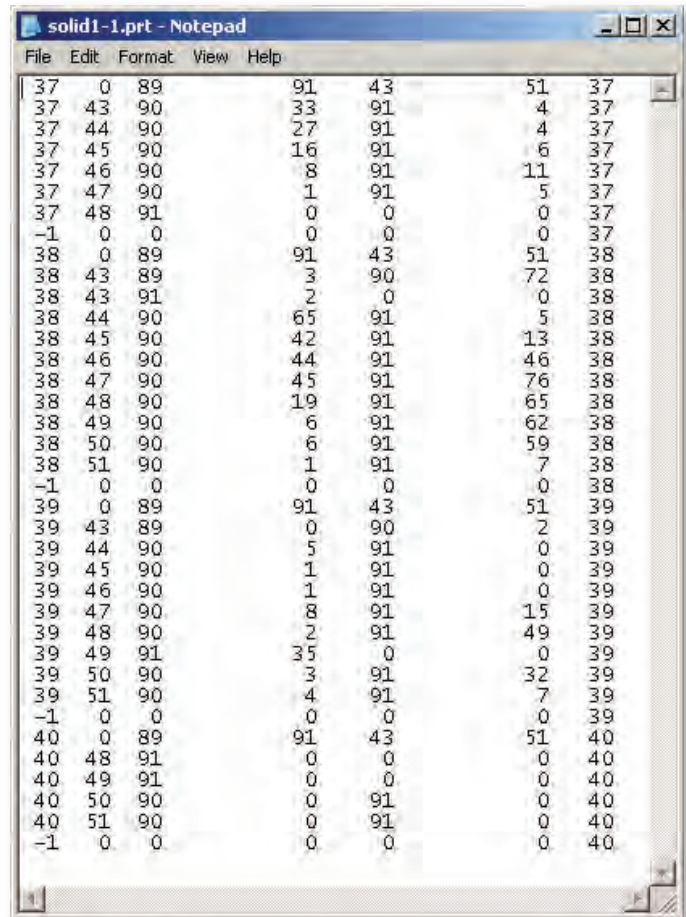 solid1-1.prt - Notepad
File Edit Format View Help
37 0 89 91 43 51 37
37 43 90 33 91 4 37
37 44 90 27 91 4 37
37 45 90 16 91 6 37
37 46 90 8 91 11 37
37 47 90 1 91 5 37
37 48 91 0 0 0 37
-1 0 0 0 0 0 37
38 0 89 91 43 51 38
38 43 89 3 90 72 38
38 43 91 2 0 0 38
38 44 90 65 91 5 38
38 45 90 42 91 13 38
38 46 90 44 91 46 38
38 47 90 45 91 76 38
38 48 90 19 91 65 38
38 49 90 6 91 62 38
38 50 90 6 91 59 38
38 51 90 1 91 7 38
-1 0 0 0 0 0 38
39 0 89 91 43 51 39
39 43 89 0 90 2 39
39 44 90 5 91 0 39
39 45 90 1 91 0 39
39 46 90 1 91 0 39
39 47 90 8 91 15 39
39 48 90 2 91 49 39
39 49 91 35 0 0 39
39 50 90 3 91 32 39
39 51 90 4 91 7 39
-1 0 0 0 0 0 39
40 0 89 91 43 51 40
40 48 91 0 0 0 40
40 49 91 0 0 0 40
40 50 90 0 91 0 40
40 51 90 0 91 0 40
-1 0 0 0 0 0 40